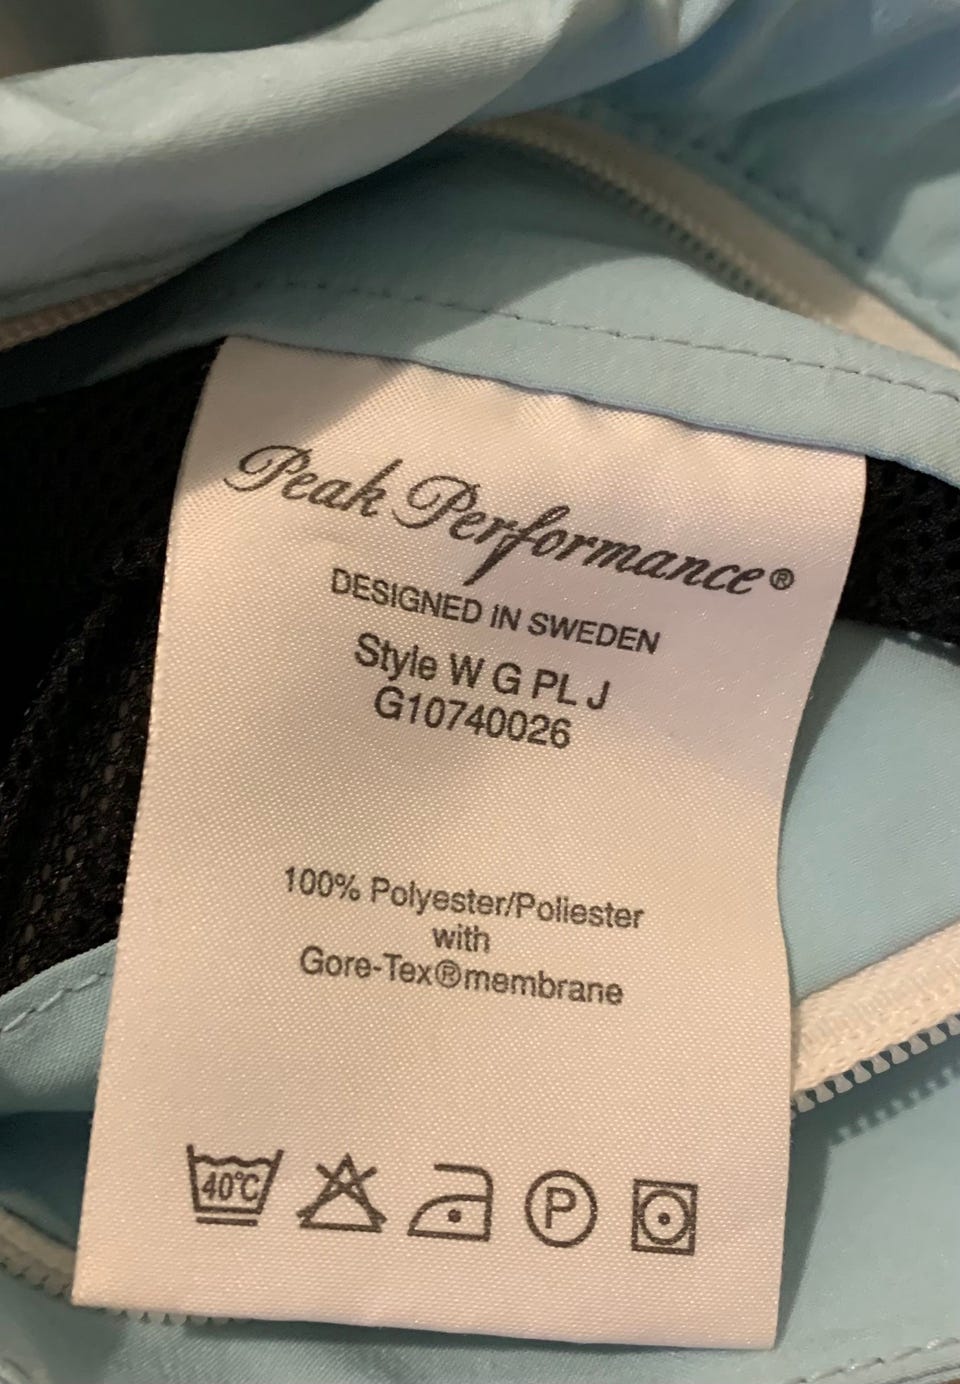 Peak Performance®
DESIGNED IN SWEDEN
Style W G PL J
G10740026
100% Polyester/Poliester
with
Gore-Tex®membrane
40°C P